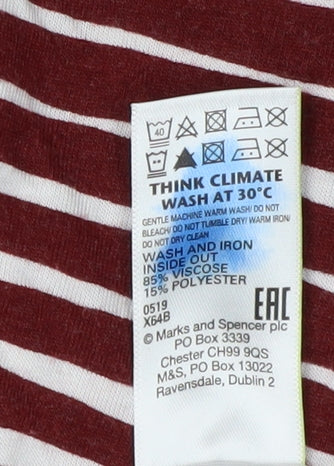 40
THINK CLIMATE
WASH AT 30°C
GENTLE MACHINE WARM WASH/ DO NOT
BLEACH/ DO NOT TUMBLE DRY/ WARM IRON/
DO NOT DRY CLEAN
WASH AND IRON
INSIDE OUT
85% VISCOSE
15% POLYESTER
0519
X64B
EAC
© Marks and Spencer plc
PO Box 3339
Chester CH99 9QS
M&S, PO Box 13022
Ravensdale, Dublin 2